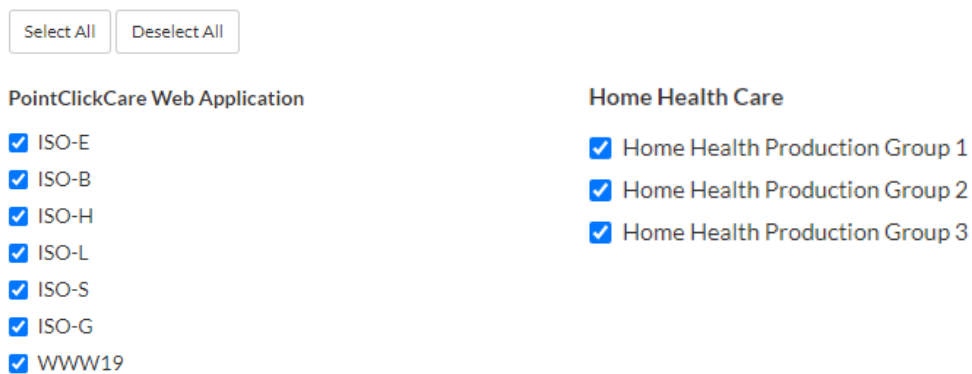 Select All
Deselect All
PointClickCare Web Application
ISO-E
ISO-B
ISO-H
ISO-L
ISO-S
ISO-G
WWW19
Home Health Care
Home Health Production Group 1
Home Health Production Group 2
Home Health Production Group 3